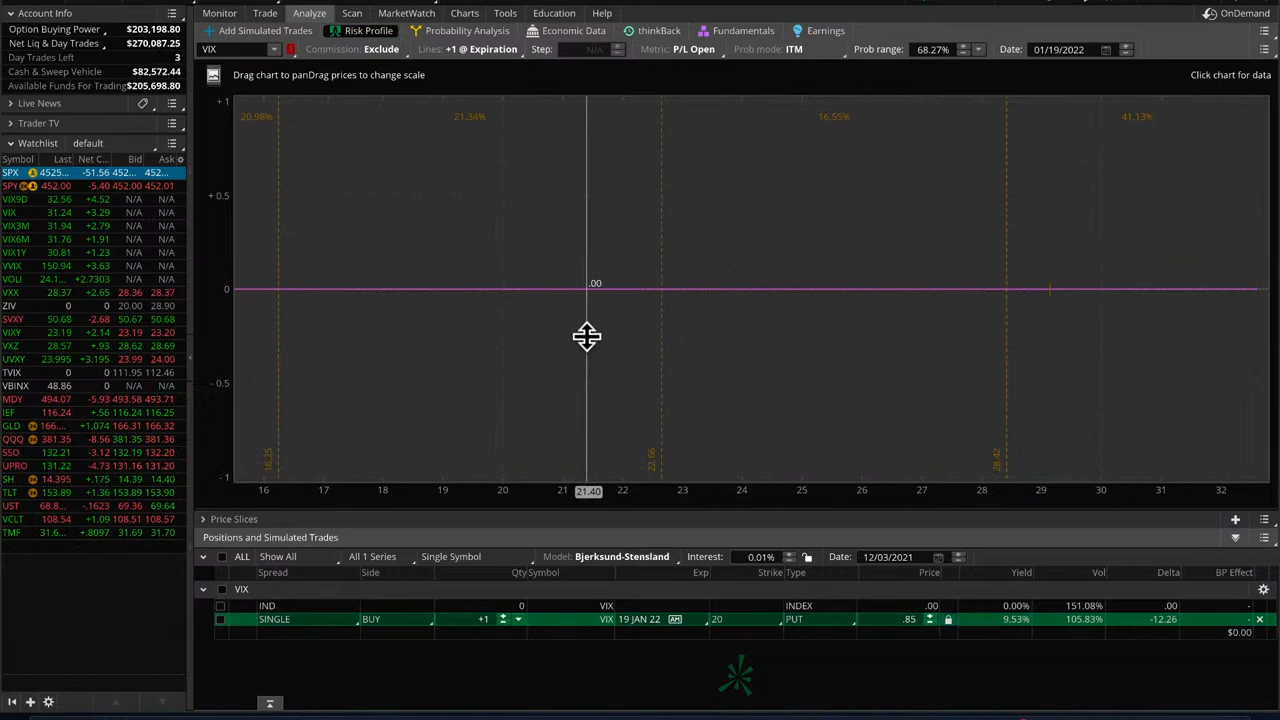 Account Info
Option Buying Power $203,198.80
Net Liq & Day Trades $270,087.25
Day Trades Left 3
Cash & Sweep Vehicle $82,572.44
Available Funds For Trading $205,698.80
Live News
Trader TV
Watchlist default
Symbol Last Net C... Bid Ask
SPX 4525... -51.56 452... 452...
SPY 452.00 -5.40 452.00 452.01
VIX9D 32.56 +4.52 N/A N/A
VIX 31.24 +3.29 N/A N/A
VIX3M 31.94 +2.79 N/A N/A
VIX6M 31.76 +1.91 N/A N/A
VIX1Y 30.81 +1.23 N/A N/A
VVIX 150.94 +3.63 N/A N/A
VOLI 24.1... +2.7303 N/A N/A
VXX 28.37 +2.65 28.36 28.37
ZIV 0 0 20.00 28.90
SVXY 50.68 -2.68 50.67 50.68
VIXY 23.19 +2.14 23.19 23.20
VXZ 28.57 +.93 28.62 28.69
UVXY 23.995 +3.195 23.99 24.00
TVIX 0 0 111.95 112.46
VBINX 48.86 0 N/A N/A
MDY 494.07 -5.93 493.58 493.71
IEF 116.24 +.56 116.24 116.25
GLD 166.... +1.074 166.31 166.32
QQQ 381.35 -8.56 381.35 381.36
SSO 132.21 -3.12 132.13 132.20
UPRO 131.22 -4.73 131.16 131.20
SH 14.395 +.175 14.39 14.40
TLT 153.89 +1.36 153.89 153.90
UST 68.8... -.1623 69.36 69.64
VCLT 108.54 +1.09 108.51 108.57
TMF 31.6... +.8097 31.69 31.70
Monitor Trade Analyze Scan MarketWatch Charts Tools Education Help OnDemand
Add Simulated Trades Risk Profile Probability Analysis Economic Data thinkBack Fundamentals Earnings
VIX Commission: Exclude Lines: +1 @ Expiration Step: N/A Metric: P/L Open Prob mode: ITM Prob range: 68.27% Date: 01/19/2022
Drag chart to panDrag prices to change scale Click chart for data
+ 1
20.98% 21.34% 16.55% 41.13%
+ 0.5
.00
0
- 0.5
16.25 22.66 28.42
- 1
16 17 18 19 20 21 21.40 22 23 24 25 26 27 28 29 30 31 32
Price Slices
Positions and Simulated Trades
ALL Show All All 1 Series Single Symbol Model: Bjerksund-Stensland Interest: 0.01% Date: 12/03/2021
Spread Side Qty Symbol Exp Strike Type Price Yield Vol Delta BP Effect
VIX
IND 0 VIX INDEX .00 0.00% 151.08% .00 -
SINGLE BUY +1 VIX 19 JAN 22 AM 20 PUT .85 9.53% 105.83% -12.26 -
$0.00